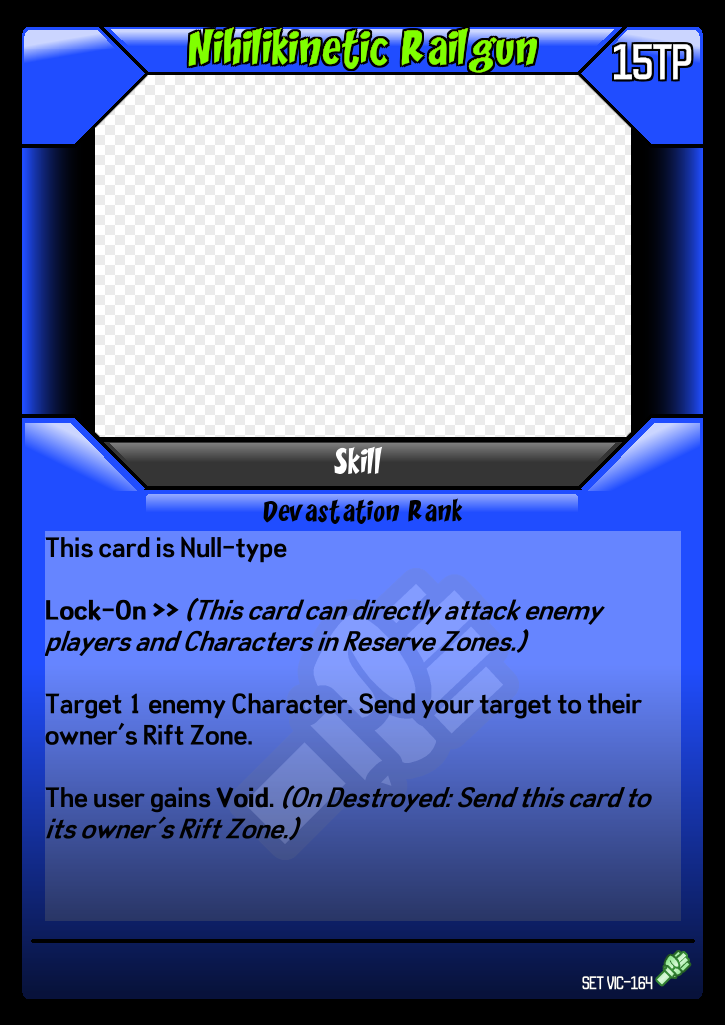 Nihilikinetic Railgun
15TP
Skill
Devastation Rank
This card is Null-type
Lock-On >> (This card can directly attack enemy
players and Characters in Reserve Zones.)
Target 1 enemy Character. Send your target to their
owner's Rift Zone.
The user gains Void. (On Destroyed: Send this card to
its owner's Rift Zone.)
SET VIC-164